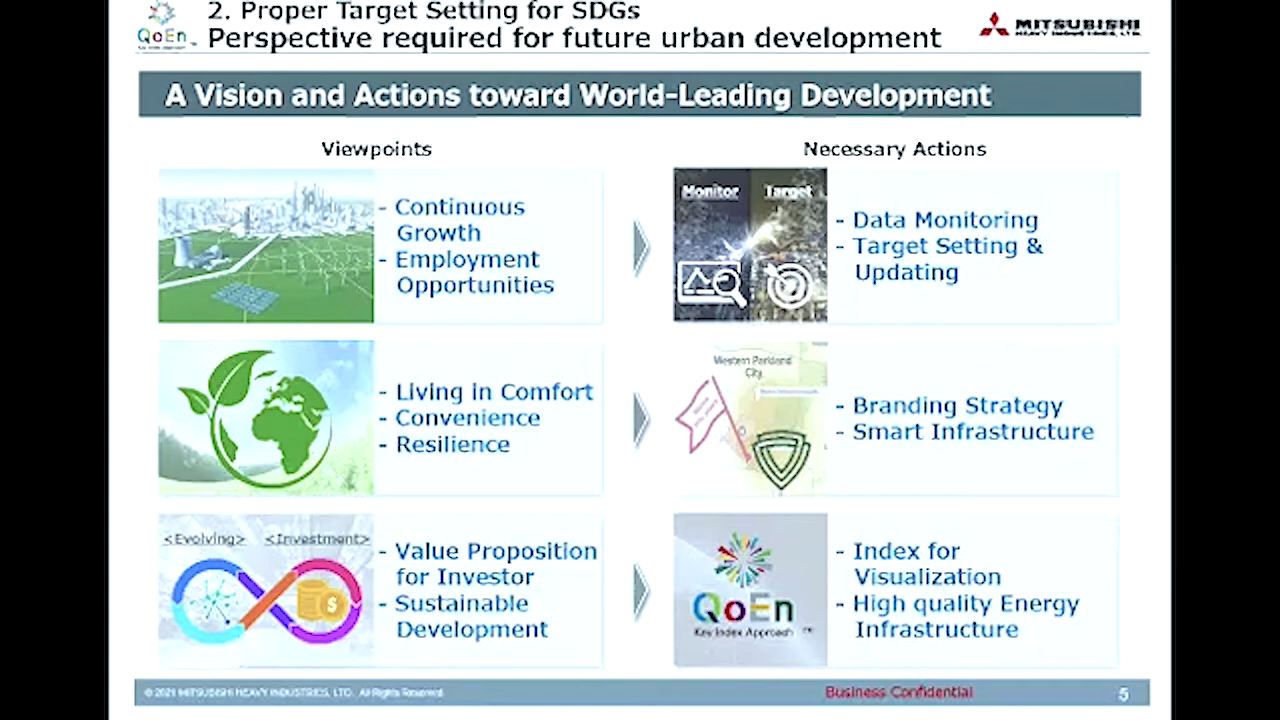 2. Proper Target Setting for SDGs
QoEn
Perspective required for future urban development
MITSUBISHI
HEAVY INDUSTRIES, LTD.
A Vision and Actions toward World-Leading Development
Viewpoints
Necessary Actions
- Continuous
Growth
- Employment
Opportunities
Monitor Target
- Data Monitoring
- Target Setting &
Updating
- Living in Comfort
- Convenience
- Resilience
Western Parkland
City
- Branding Strategy
- Smart Infrastructure
<Evolving> <Investment>
$
- Value Proposition
for Investor
- Sustainable
Development
QoEn
Key Index Approach ™
- Index for
Visualization
- High quality Energy
Infrastructure
© 2021 MITSUBISHI HEAVY INDUSTRIES, LTD. All Rights Reserved.
Business Confidential
5